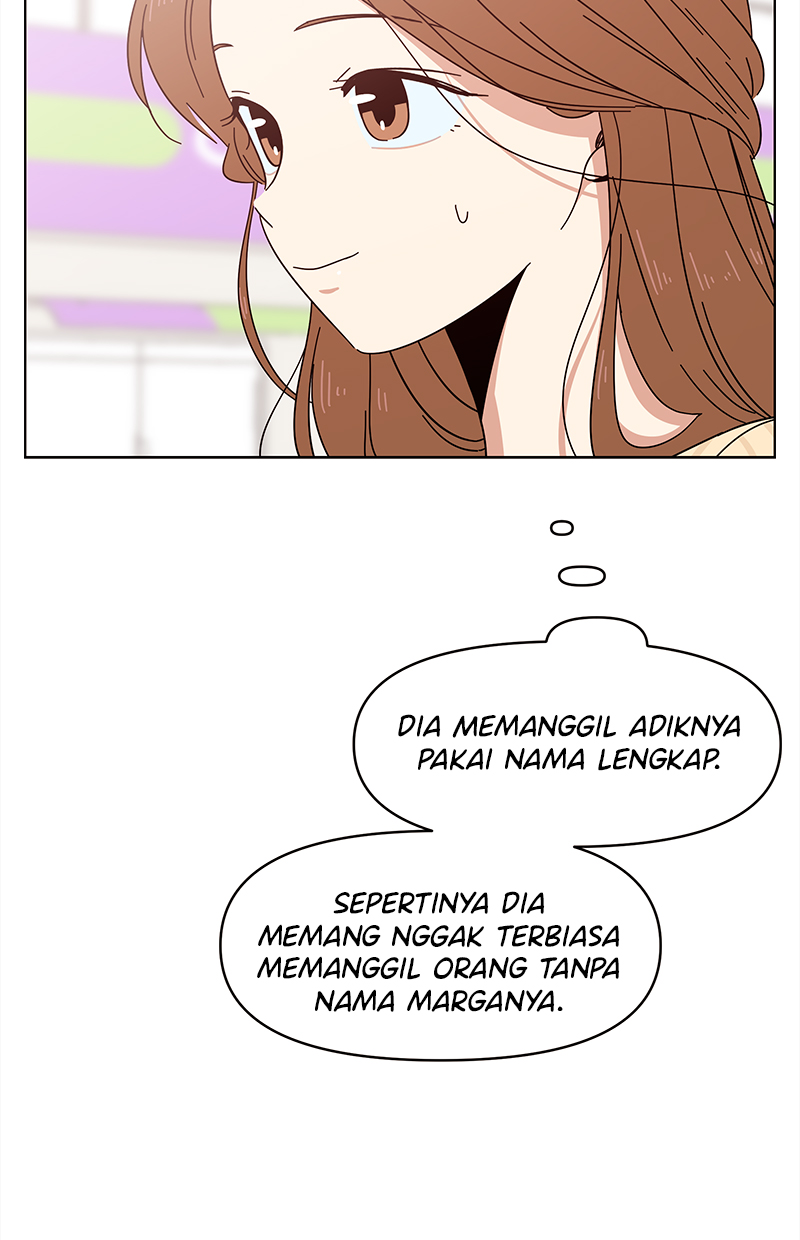 DIA MEMANGGIL ADIKNYA
PAKAI NAMA LENGKAP.
SEPERTINYA DIA
MEMANG NGGAK TERBIASA
MEMANGGIL ORANG TANPA
NAMA MARGANYA.